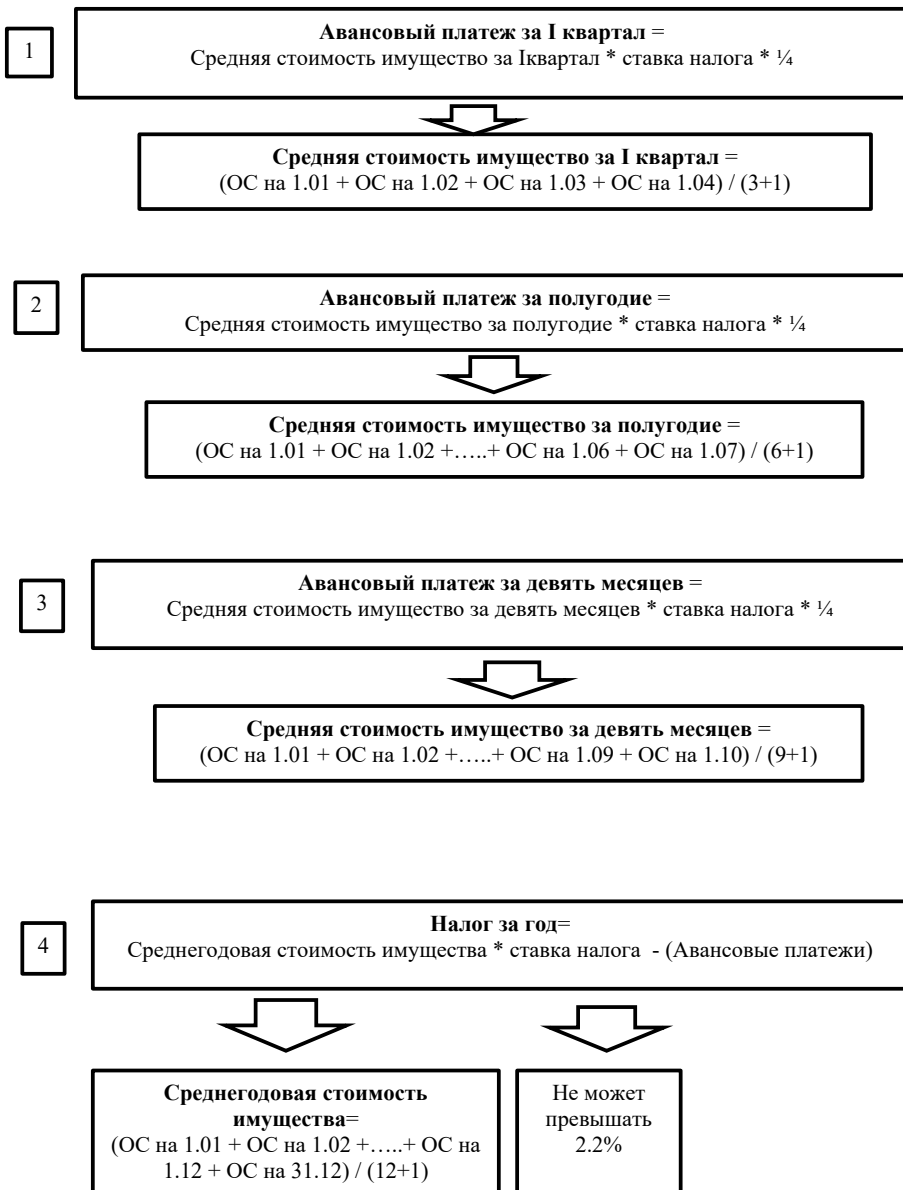 1
Авансовый платеж за I квартал =
Средняя стоимость имущество за Iквартал * ставка налога * ¼
Средняя стоимость имущество за I квартал =
(ОС на 1.01 + ОС на 1.02 + ОС на 1.03 + ОС на 1.04) / (3+1)
2
Авансовый платеж за полугодие =
Средняя стоимость имущество за полугодие * ставка налога * ¼
Средняя стоимость имущество за полугодие =
(ОС на 1.01 + ОС на 1.02 +…..+ ОС на 1.06 + ОС на 1.07) / (6+1)
3
Авансовый платеж за девять месяцев =
Средняя стоимость имущество за девять месяцев * ставка налога * ¼
Средняя стоимость имущество за девять месяцев =
(ОС на 1.01 + ОС на 1.02 +…..+ ОС на 1.09 + ОС на 1.10) / (9+1)
4
Налог за год=
Среднегодовая стоимость имущества * ставка налога - (Авансовые платежи)
Среднегодовая стоимость
имущества=
(ОС на 1.01 + ОС на 1.02 +…..+ ОС на
1.12 + ОС на 31.12) / (12+1)
Не может
превышать
2.2%